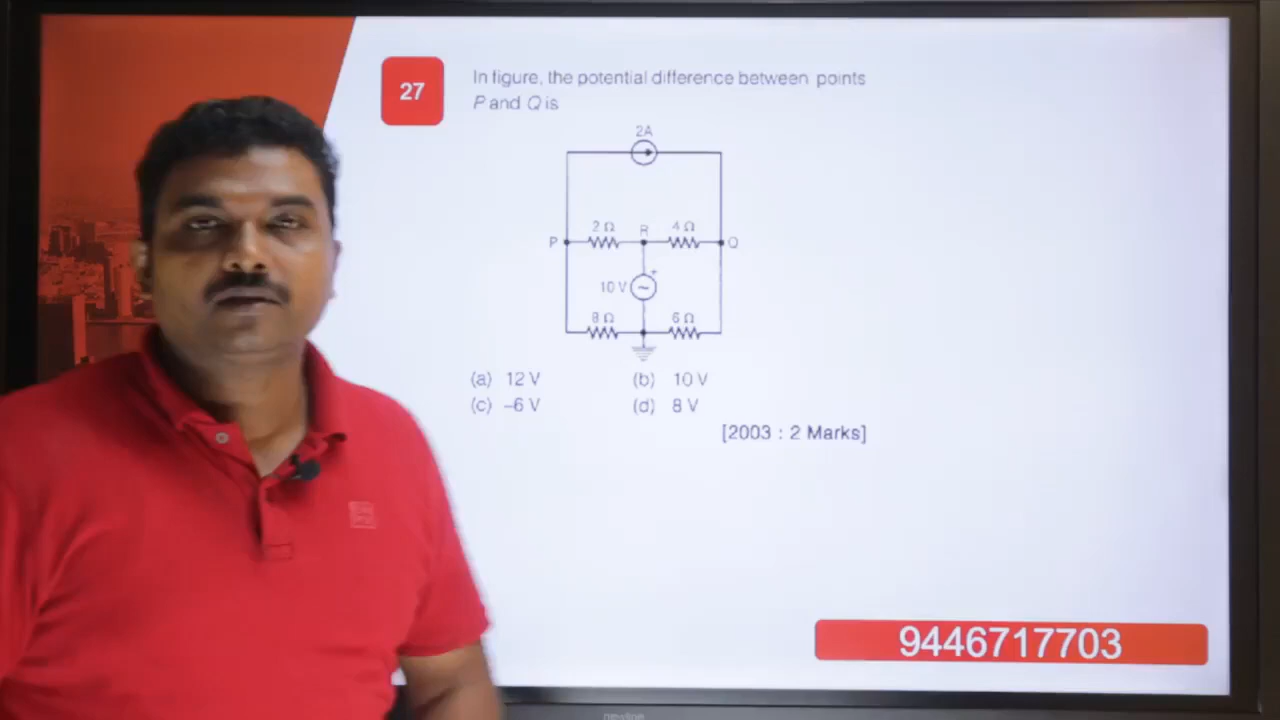 27
In figure, the potential difference between points
P and Q is
2A
2 Ω
R
4 Ω
P
Q
+
10 V
~
8 Ω
6 Ω
(a) 12 V
(b) 10 V
(c) –6 V
(d) 8 V
[2003 : 2 Marks]
9446717703
newline